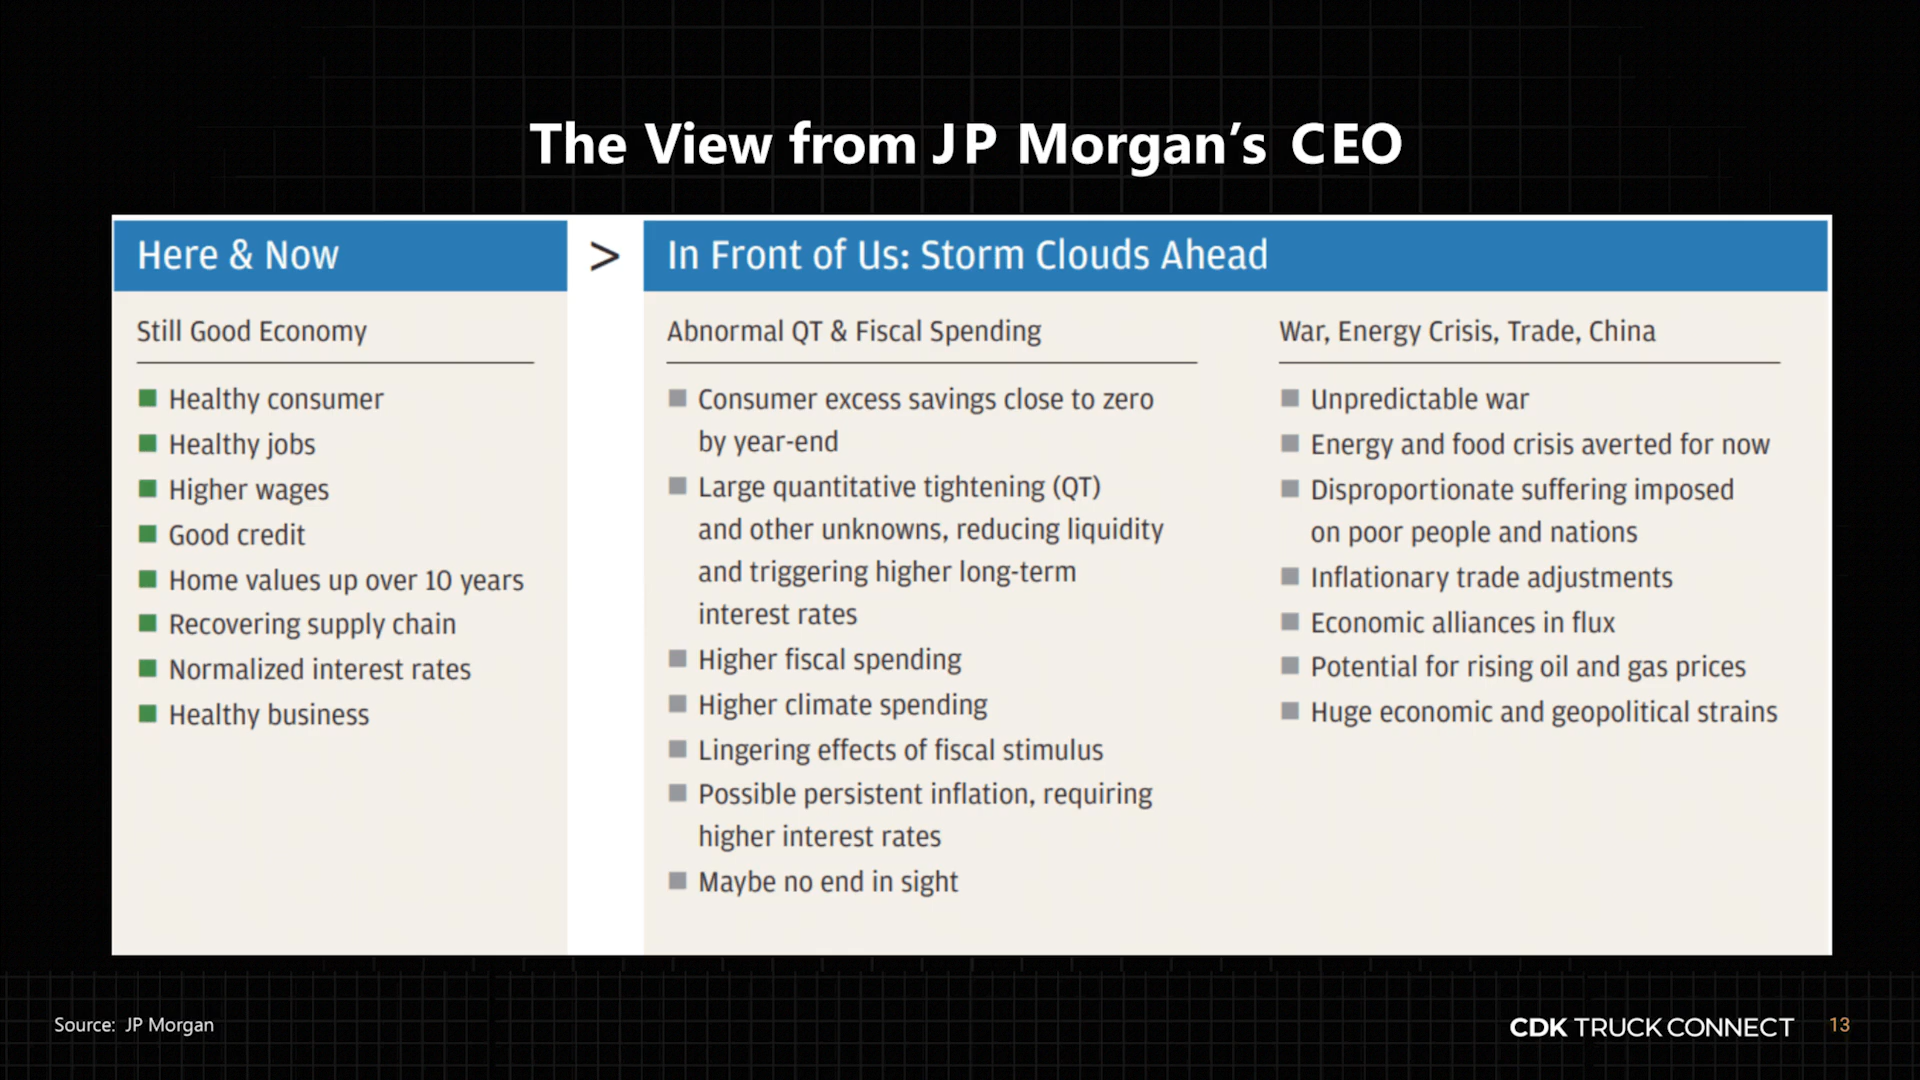 The View from JP Morgan's CEO
Here & Now
>
In Front of Us: Storm Clouds Ahead
Still Good Economy
Healthy consumer
Healthy jobs
Higher wages
Good credit
Home values up over 10 years
Recovering supply chain
Normalized interest rates
Healthy business
Abnormal QT & Fiscal Spending
Consumer excess savings close to zero
by year-end
Large quantitative tightening (QT)
and other unknowns, reducing liquidity
and triggering higher long-term
interest rates
Higher fiscal spending
Higher climate spending
Lingering effects of fiscal stimulus
Possible persistent inflation, requiring
higher interest rates
Maybe no end in sight
War, Energy Crisis, Trade, China
Unpredictable war
Energy and food crisis averted for now
Disproportionate suffering imposed
on poor people and nations
Inflationary trade adjustments
Economic alliances in flux
Potential for rising oil and gas prices
Huge economic and geopolitical strains
Source: JP Morgan
CDK TRUCK CONNECT
13